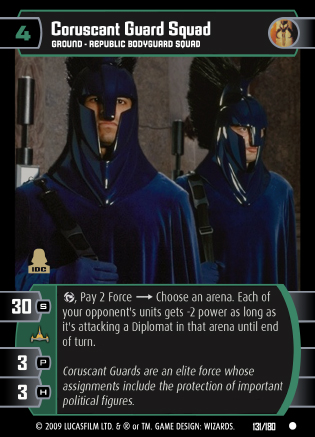 4
Coruscant Guard Squad
GROUND - REPUBLIC BODYGUARD SQUAD
IDC
30 S
, Pay 2 Force → Choose an arena. Each of
your opponent's units gets -2 power as long as
it's attacking a Diplomat in that arena until end
of turn.
3 P
3 H
Coruscant Guards are an elite force whose
assignments include the protection of important
political figures.
© 2009 LUCASFILM LTD. & ® or TM. GAME DESIGN: WIZARDS. 131/180